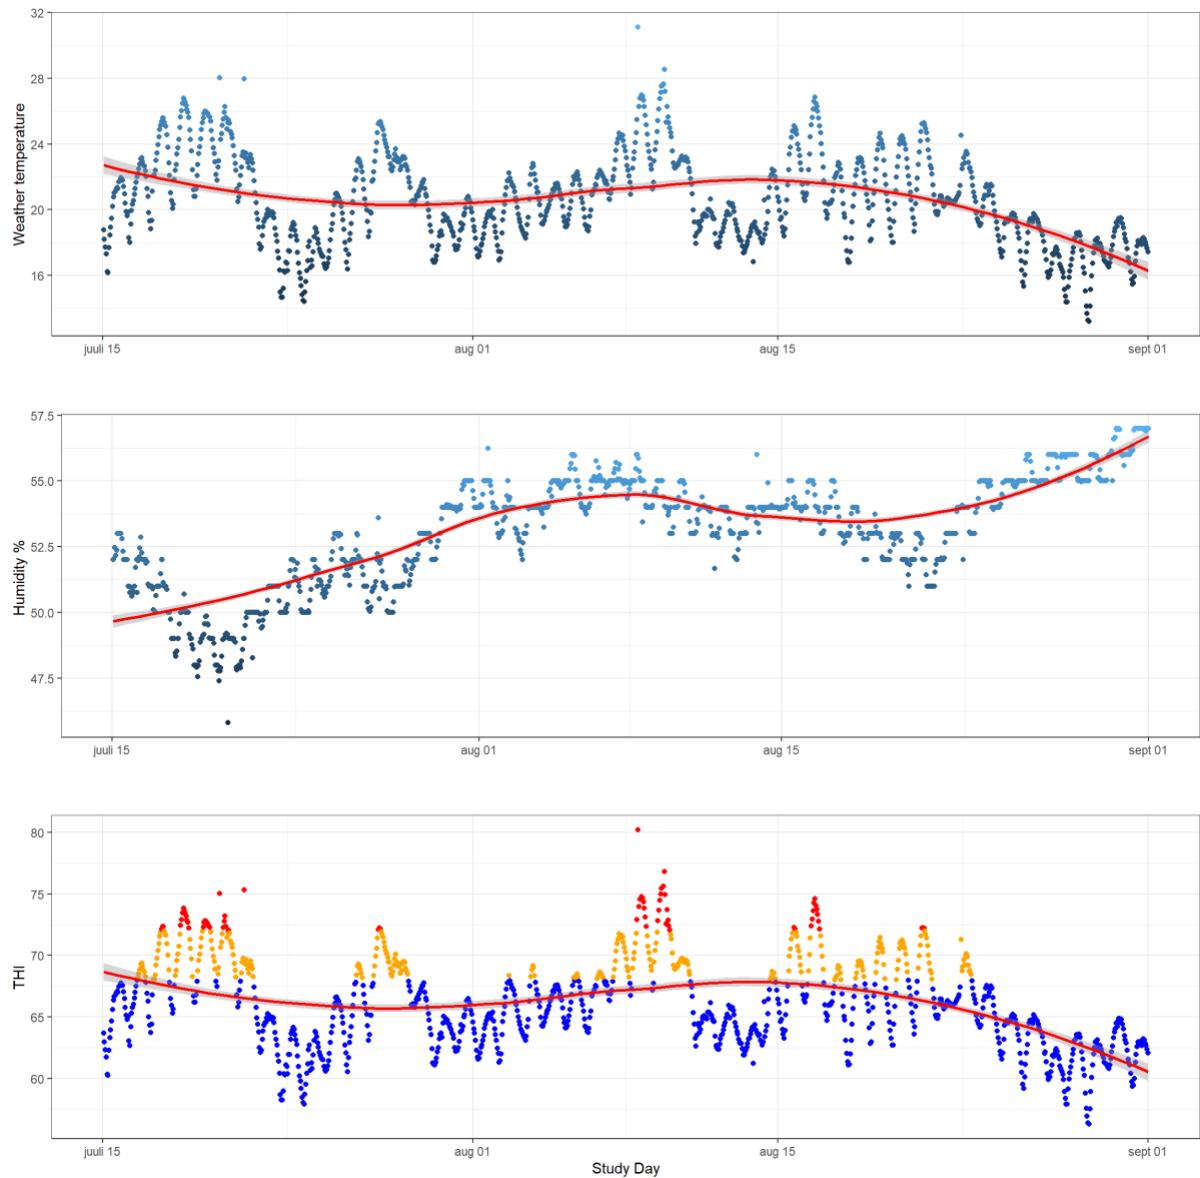 32
28
24
20
16
Weather temperature
juuli 15
aug 01
aug 15
sept 01
57.5
55.0
52.5
50.0
47.5
Humidity %
juuli 15
aug 01
aug 15
sept 01
80
75
70
65
60
THI
juuli 15
aug 01
aug 15
sept 01
Study Day